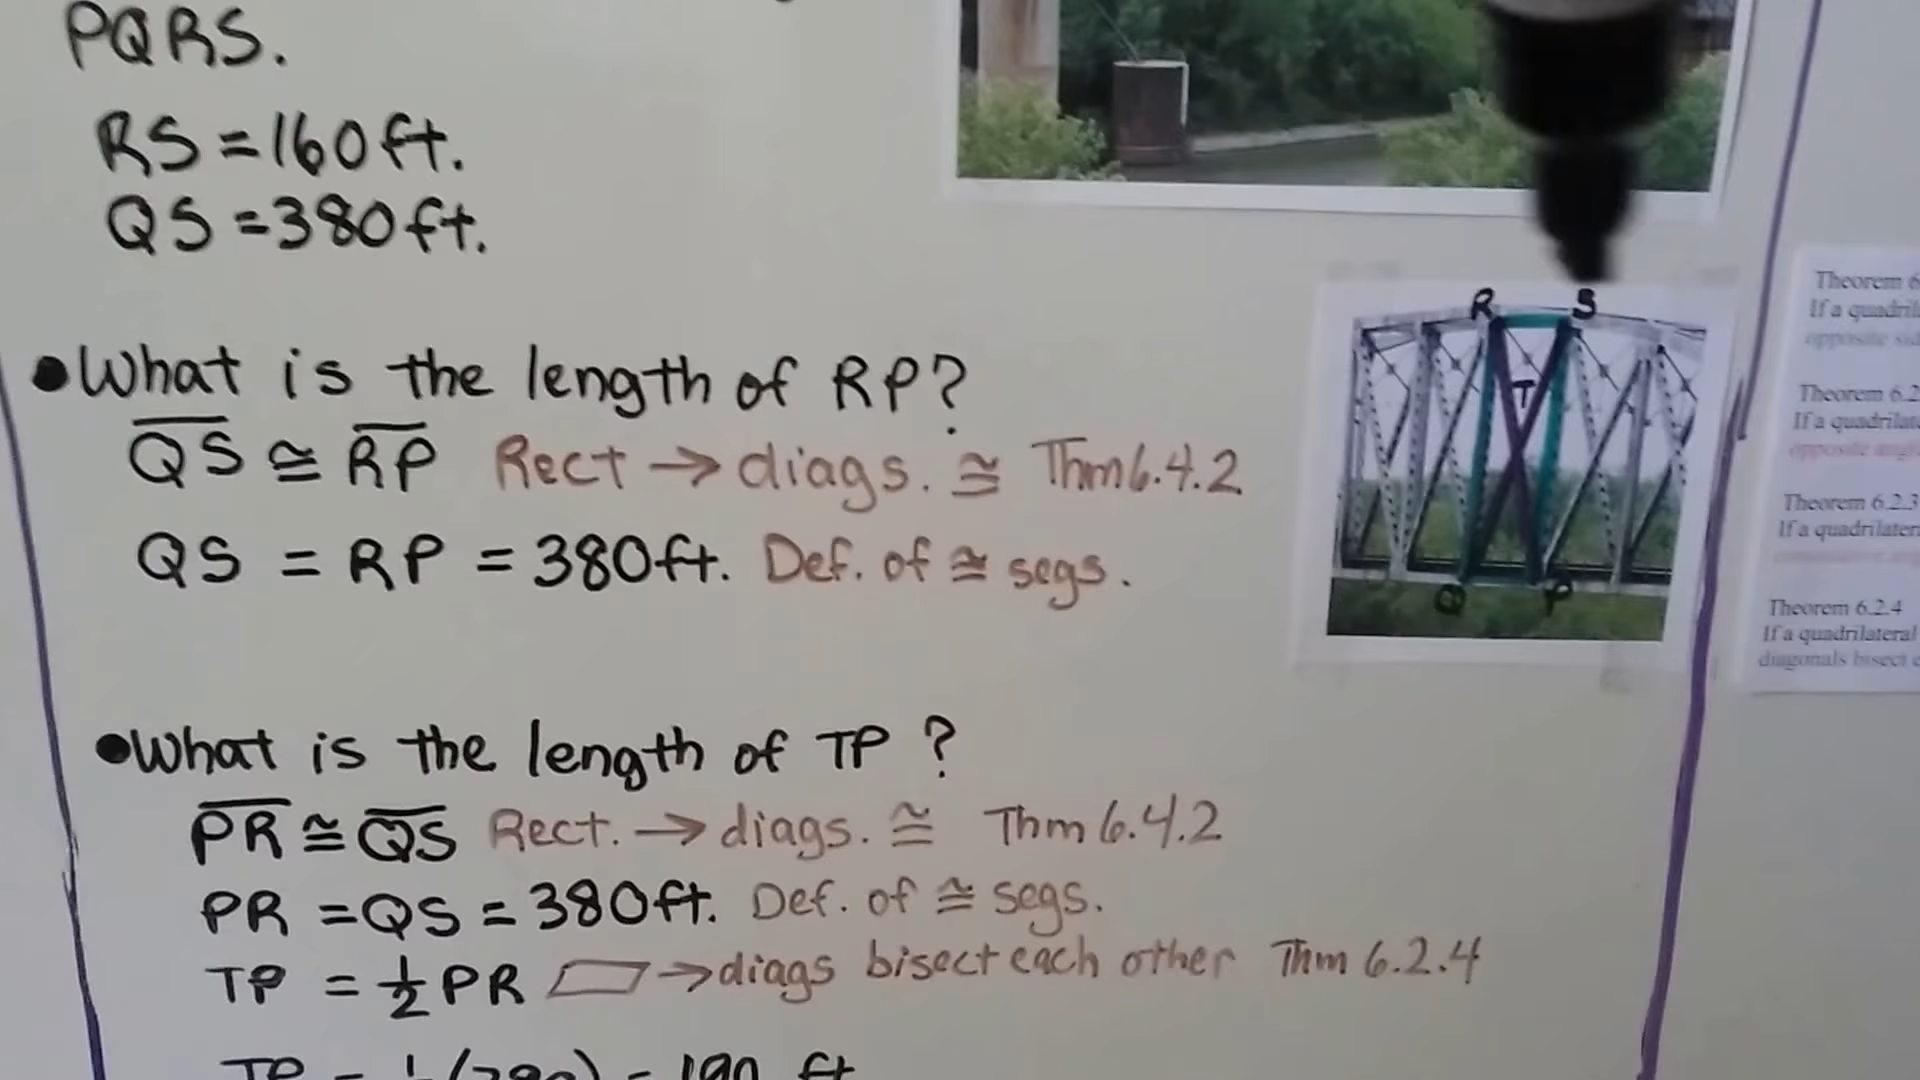 PQRS.
RS = 160 ft.
QS = 380 ft.
•What is the length of RP?
QS ≅ RP Rect → diags. ≅ Thm 6.4.2
QS = RP = 380 ft. Def. of ≅ segs.
•What is the length of TP ?
PR ≅ QS Rect. → diags. ≅ Thm 6.4.2
PR = QS = 380 ft. Def. of ≅ segs.
TP = 1/2 PR ▱ → diags bisect each other Thm 6.2.4
R S
T
Q P
Theorem
If a
opposite
Theorem 6.2
If a
opposite
Theorem 6.2.3
If a
Theorem 6.2.4
If a quadrilateral
diagonals bisect